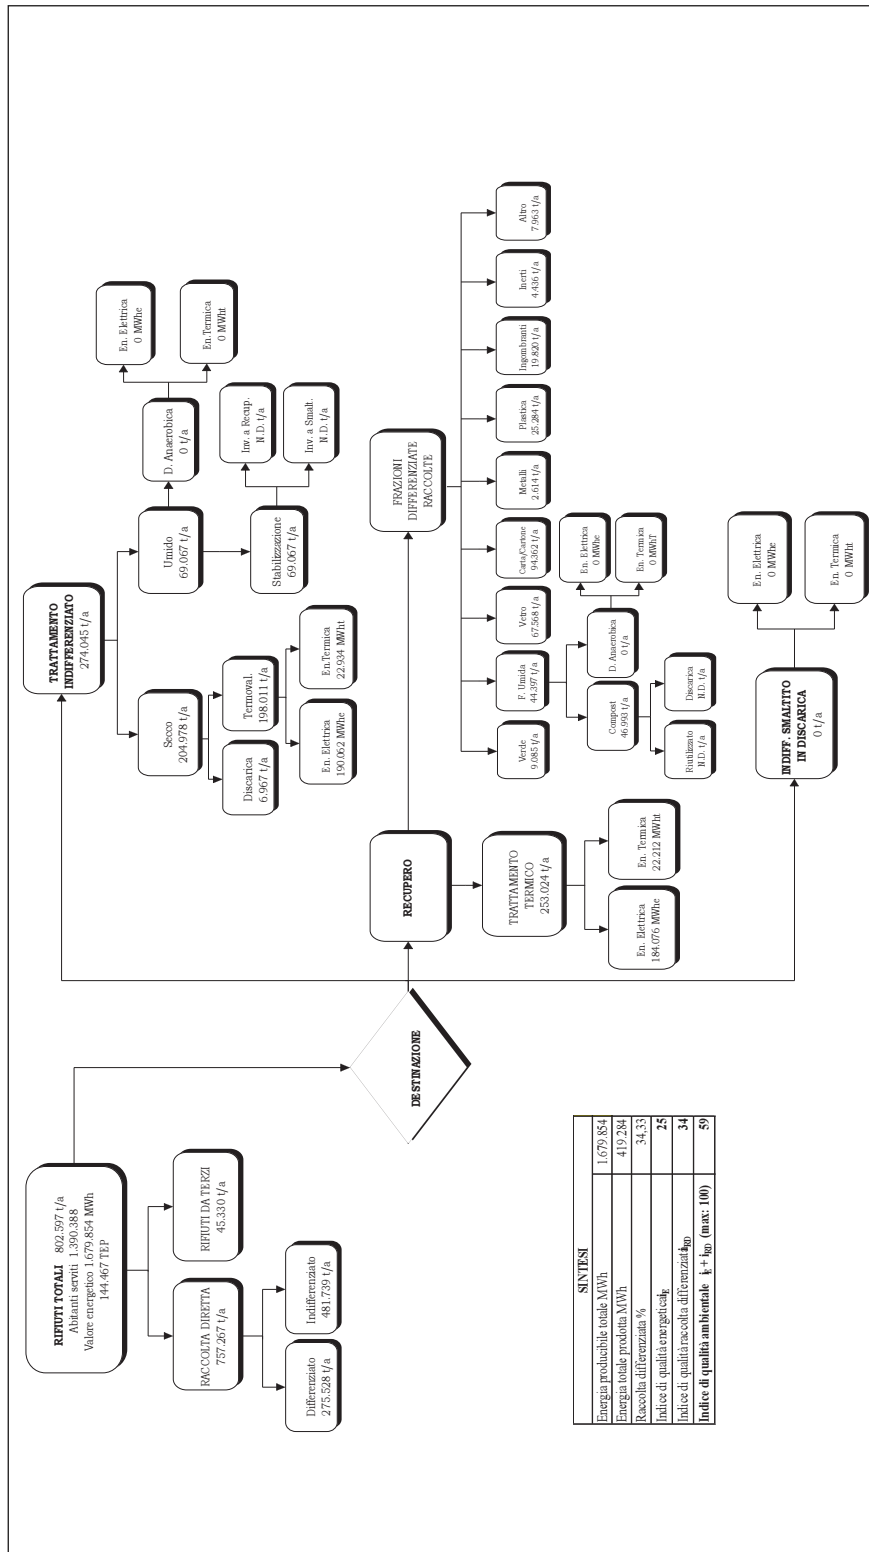 RIFIUTI TOTALI 802.597 t/a
Abitanti serviti 1.390.388
Valore energetico 1.679.854 MWh
144.467 TEP
RACCOLTA DIRETTA
757.267 t/a
RIFIUTI DA TERZI
45.330 t/a
Differenziato
275.528 t/a
Indifferenziato
481.739 t/a
DESTINAZIONE
TRATTAMENTO
INDIFFERENZIATO
274.045 t/a
Secco
204.978 t/a
Umido
69.067 t/a
Discarica
6.967 t/a
Termoval.
198.011 t/a
En. Elettrica
190.062 MWhe
En.Termica
22.934 MWht
D. Anaerobica
0 t/a
En. Elettrica
0 MWhe
En.Termica
0 MWht
Stabilizzazione
69.067 t/a
Inv. a Recup.
N.D. t/a
Inv. a Smalt.
N.D. t/a
RECUPERO
TRATTAMENTO
TERMICO
253.024 t/a
En. Elettrica
184.076 MWhe
En. Termica
22.212 MWht
FRAZIONI
DIFFERENZIATE
RACCOLTE
Verde
9.085 t/a
F. Umida
44.397 t/a
Vetro
67.568 t/a
Carta/Cartone
94.362 t/a
Metalli
2.614 t/a
Plastica
25.284 t/a
Ingombranti
19.820 t/a
Inerti
4.436 t/a
Altro
7.963 t/a
Compost
46.993 t/a
D. Anaerobica
0 t/a
Riutilizzato
N.D. t/a
Discarica
N.D. t/a
En. Elettrica
0 MWhe
En. Termica
0 MWhT
INDIFF. SMALTITO
IN DISCARICA
0 t/a
En. Elettrica
0 MWhe
En. Termica
0 MWht
SINTESI
Energia producibile totale MWh 1.679.854
Energia totale prodotta MWh 419.284
Raccolta differenziata % 34,33
Indice di qualità energetica iE 25
Indice di qualità raccolta differenziata iRD 34
Indice di qualità ambientale iE + iRD (max: 100) 59